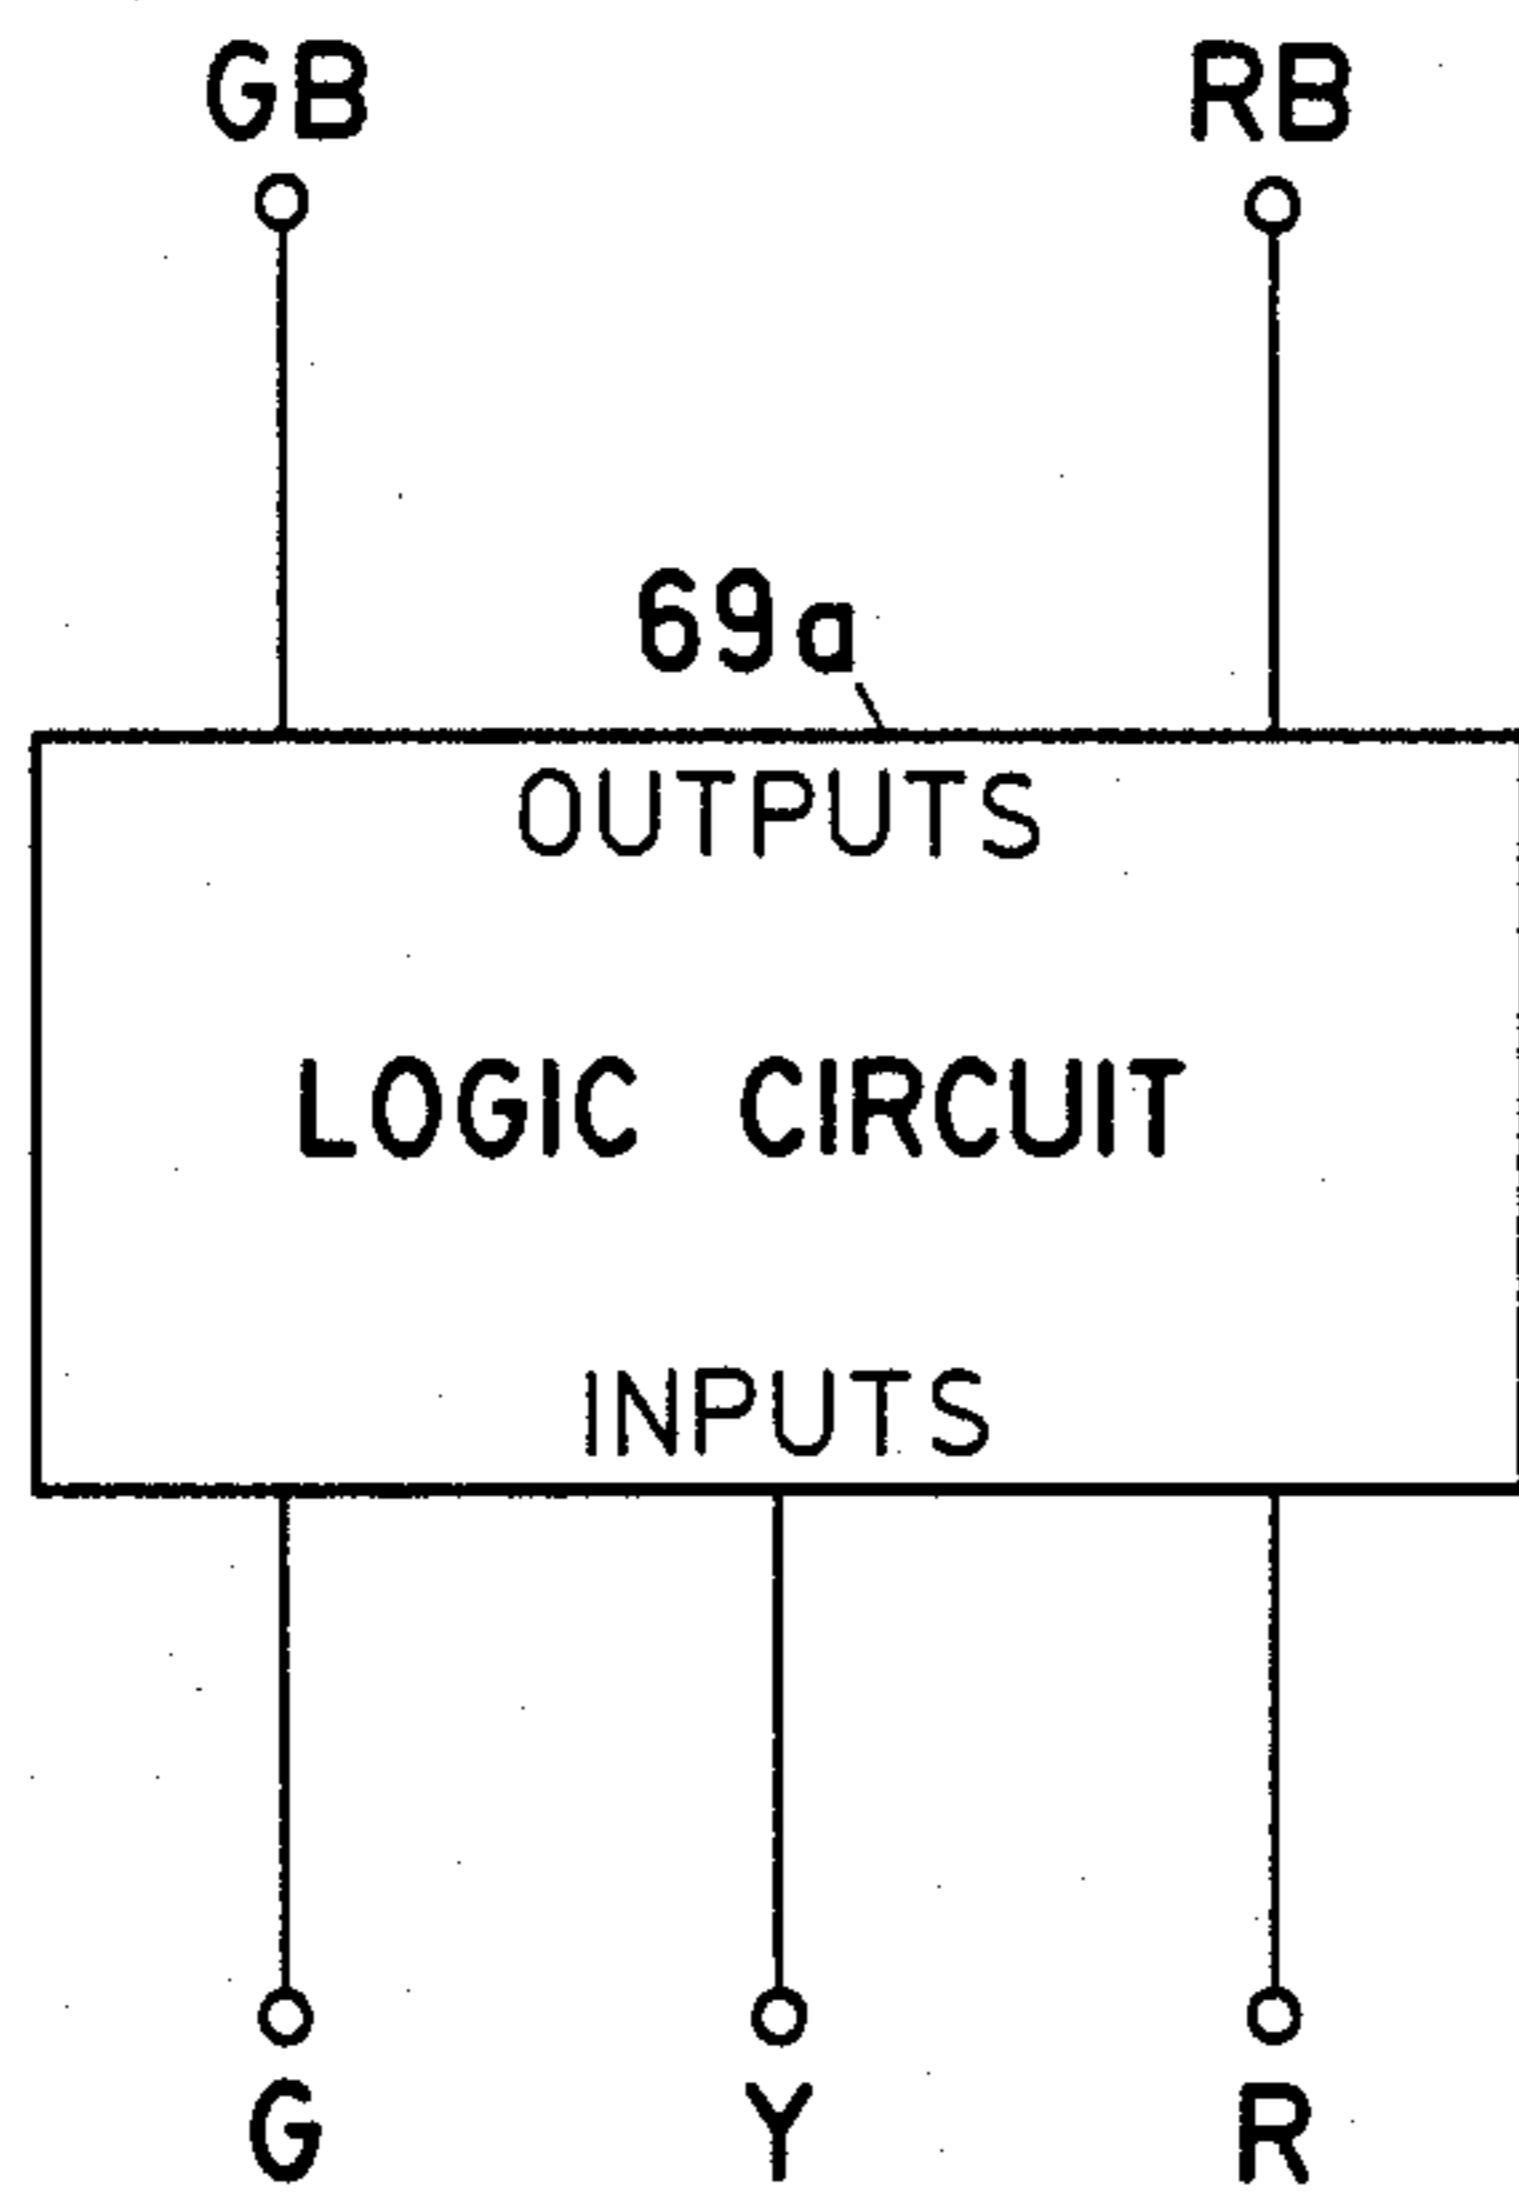 GB RB
69a
OUTPUTS
LOGIC CIRCUIT
INPUTS
G Y R